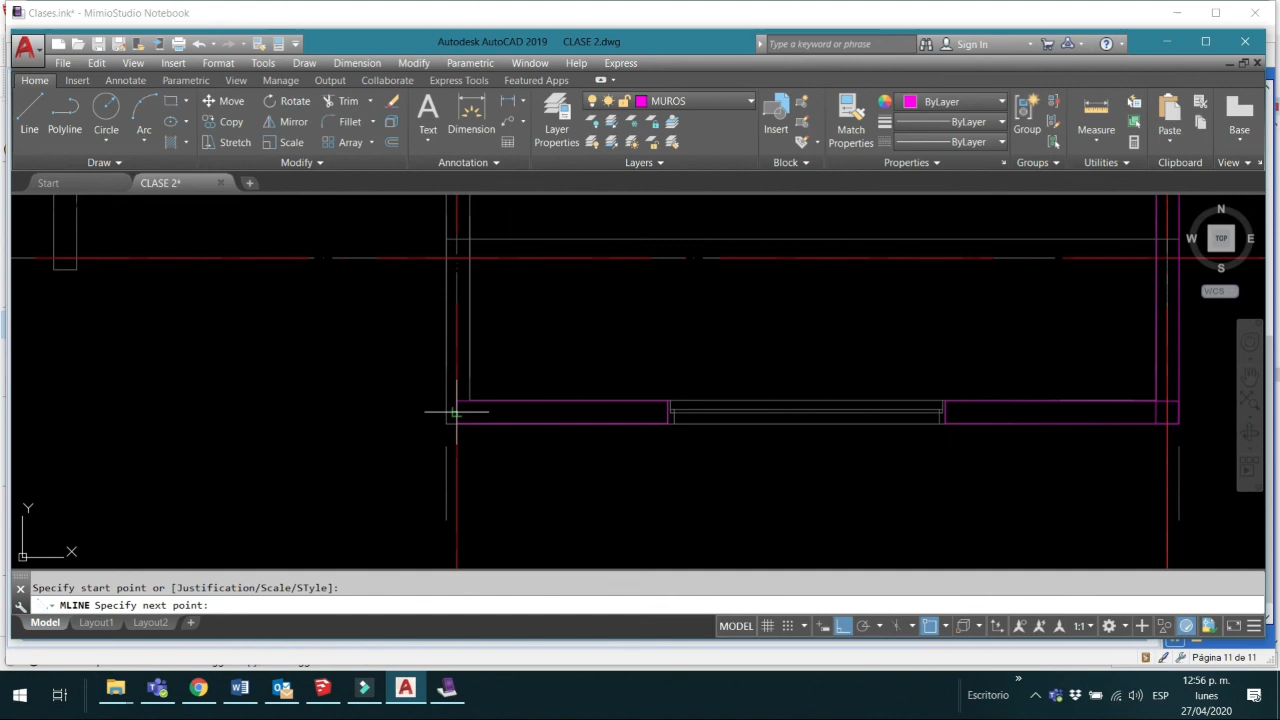 Clases.ink* - MimioStudio Notebook
Autodesk AutoCAD 2019 CLASE 2.dwg
Type a keyword or phrase
Sign In
File Edit View Insert Format Tools Draw Dimension Modify Parametric Window Help Express
Home Insert Annotate Parametric View Manage Output Collaborate Express Tools Featured Apps
Move Rotate Trim MUROS ByLayer
Copy Mirror Fillet ByLayer
Line Polyline Circle Arc Text Dimension Layer Properties Insert Match Properties Group Measure Paste Base
Stretch Scale Array ByLayer
Draw Modify Annotation Layers Block Properties Groups Utilities Clipboard View
Start CLASE 2*
N
W TOP E
S
WCS
Y
X
Specify start point or [Justification/Scale/STyle]:
MLINE Specify next point:
Model Layout1 Layout2
MODEL 1:1
Página 11 de 11
12:56 p. m.
Escritorio ESP lunes
27/04/2020